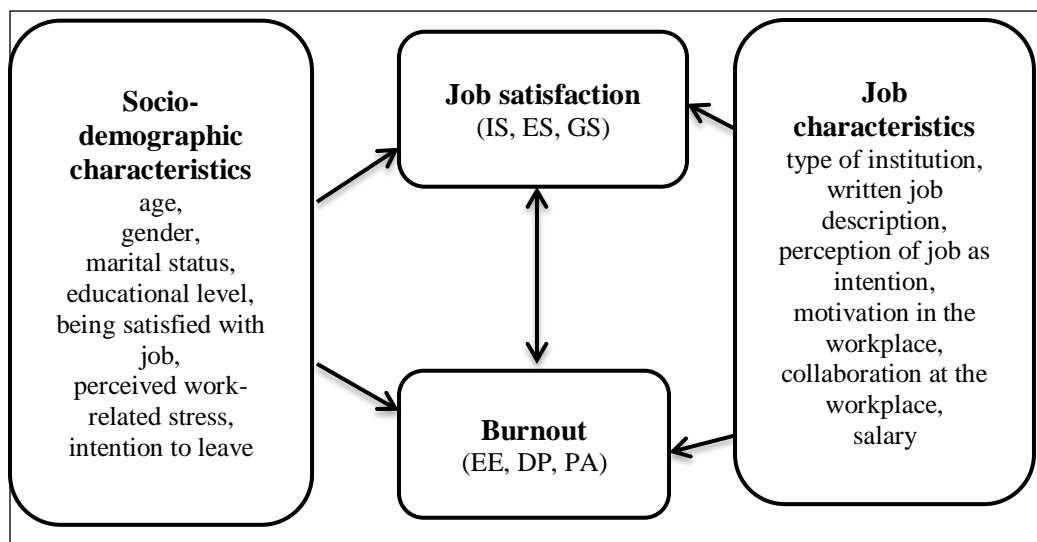 Socio-
demographic
characteristics
age,
gender,
marital status,
educational level,
being satisfied with
job,
perceived work-
related stress,
intention to leave
Job satisfaction
(IS, ES, GS)
Burnout
(EE, DP, PA)
Job
characteristics
type of institution,
written job
description,
perception of job as
intention,
motivation in the
workplace,
collaboration at the
workplace,
salary